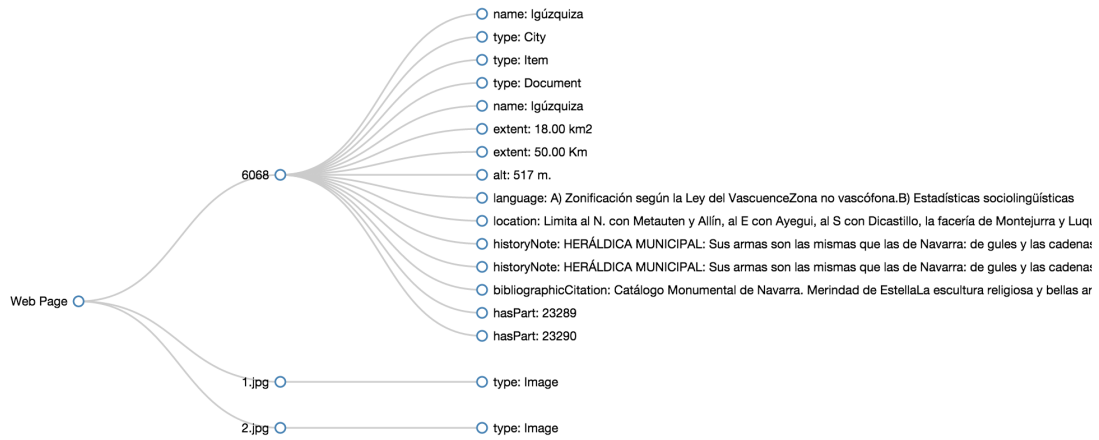 name: Igúzquiza
type: City
type: Item
type: Document
name: Igúzquiza
extent: 18.00 km2
extent: 50.00 Km
6068
alt: 517 m.
language: A) Zonificación según la Ley del VascuenceZona no vascófona.B) Estadísticas sociolingüísticas
location: Limita al N. con Metauten y Allín, al E con Ayegui, al S con Dicastillo, la facería de Montejurra y Luqu
historyNote: HERÁLDICA MUNICIPAL: Sus armas son las mismas que las de Navarra: de gules y las cadenas
historyNote: HERÁLDICA MUNICIPAL: Sus armas son las mismas que las de Navarra: de gules y las cadenas
bibliographicCitation: Catálogo Monumental de Navarra. Merindad de EstellaLa escultura religiosa y bellas ar
Web Page
hasPart: 23289
hasPart: 23290
1.jpg
type: Image
2.jpg
type: Image